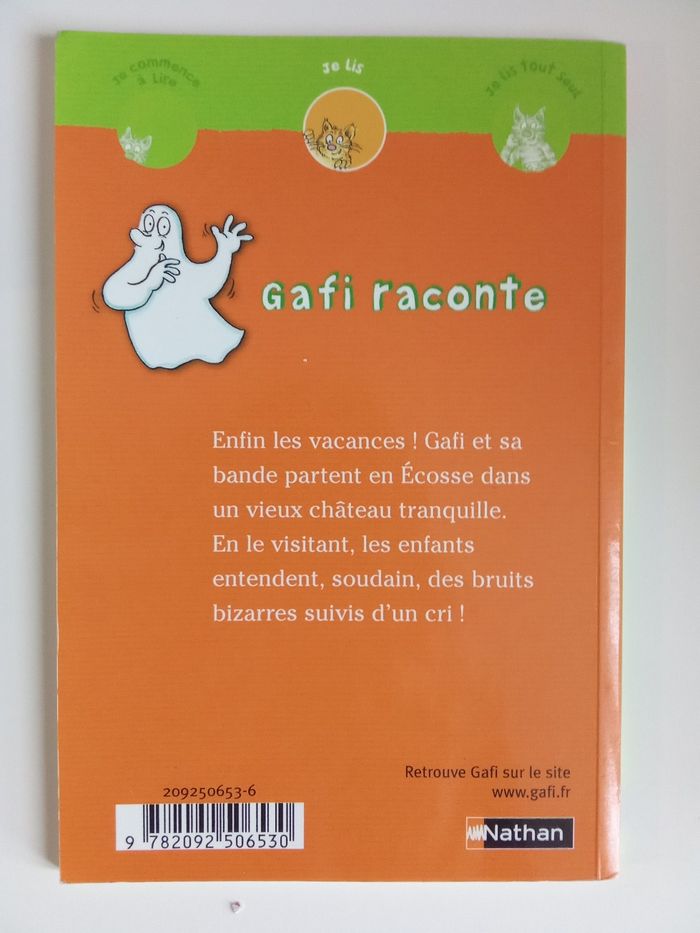 Je commence
à Lire
Je Lis
Je lis tout seul
Gafi raconte
Enfin les vacances ! Gafi et sa
bande partent en Écosse dans
un vieux château tranquille.
En le visitant, les enfants
entendent, soudain, des bruits
bizarres suivis d'un cri !
Retrouve Gafi sur le site
www.gafi.fr
209250653-6
9 782092 506530
Nathan